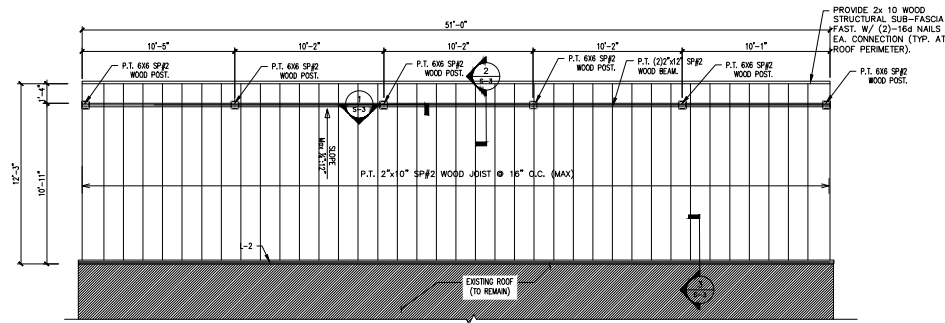 PROVIDE 2x 10 WOOD
STRUCTURAL SUB-FASCIA
FAST. W/ (2)-16d NAILS
EA. CONNECTION (TYP. AT
ROOF PERIMETER).
51'-0"
10'-5"
10'-2"
10'-2"
10'-2"
10'-1"
P.T. 6X6 SP#2
WOOD POST.
P.T. 6X6 SP#2
WOOD POST.
P.T. 6X6 SP#2
WOOD POST.
2
S-3
P.T. 6X6 SP#2
WOOD POST.
P.T. (2)2"x12" SP#2
WOOD BEAM.
P.T. 6X6 SP#2
WOOD POST.
P.T. 6X6 SP#2
WOOD POST.
1'-4"
12'-3"
10'-11"
1
S-3
SLOPE
P.T. 2"x10" SP#2 WOOD JOIST @ 16" O.C. (MAX)
L-2
EXISTING ROOF
(TO REMAIN)
3
S-3